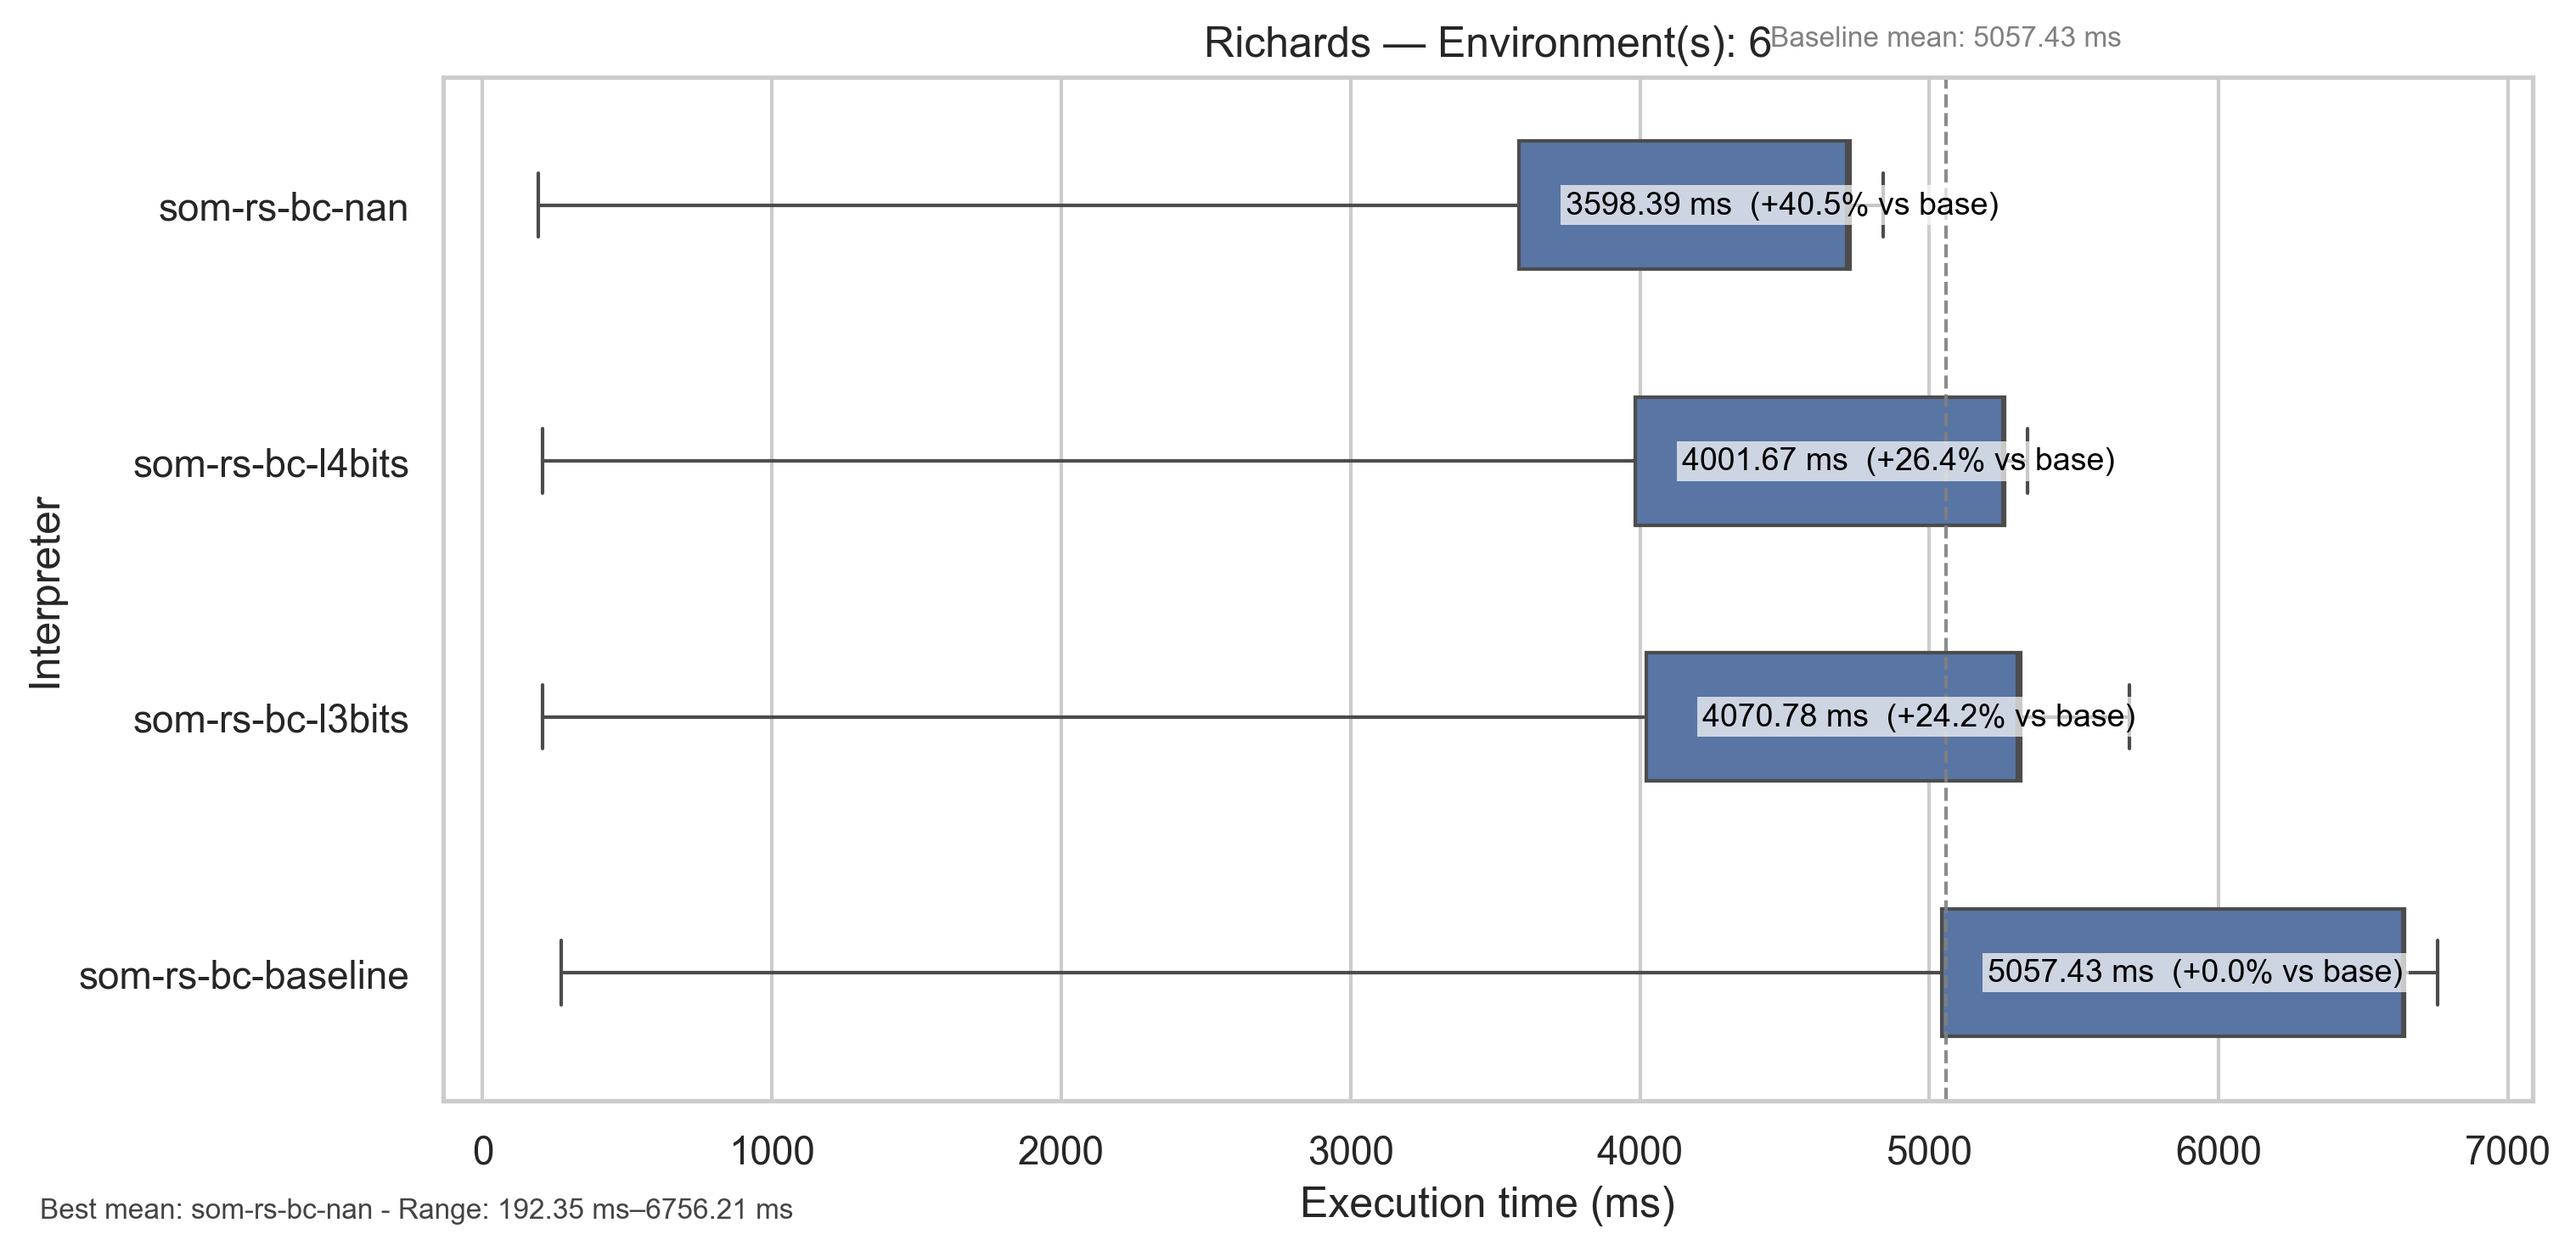 Richards — Environment(s): 6
Baseline mean: 5057.43 ms
Interpreter
som-rs-bc-nan
3598.39 ms (+40.5% vs base)
som-rs-bc-l4bits
4001.67 ms (+26.4% vs base)
som-rs-bc-l3bits
4070.78 ms (+24.2% vs base)
som-rs-bc-baseline
5057.43 ms (+0.0% vs base)
0 1000 2000 3000 4000 5000 6000 7000
Execution time (ms)
Best mean: som-rs-bc-nan - Range: 192.35 ms–6756.21 ms